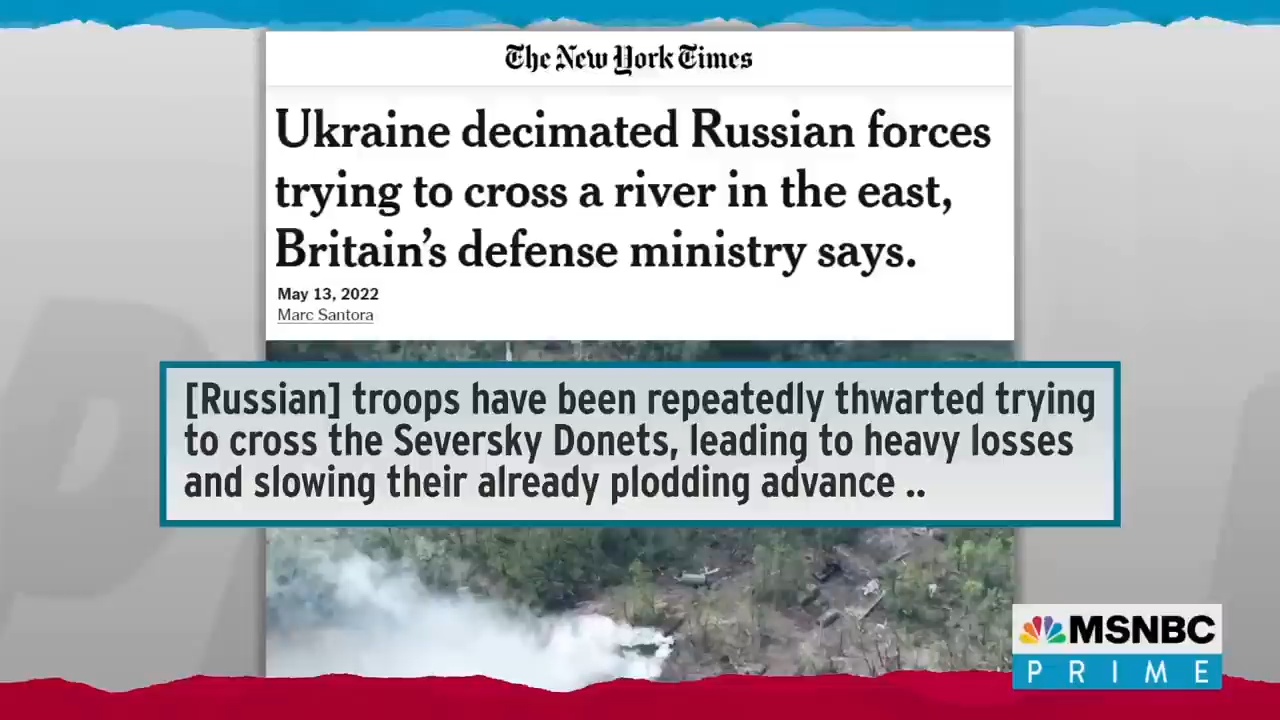 The New York Times
Ukraine decimated Russian forces
trying to cross a river in the east,
Britain's defense ministry says.
May 13, 2022
Marc Santora
[Russian] troops have been repeatedly thwarted trying
to cross the Seversky Donets, leading to heavy losses
and slowing their already plodding advance ..
MSNBC
PRIME